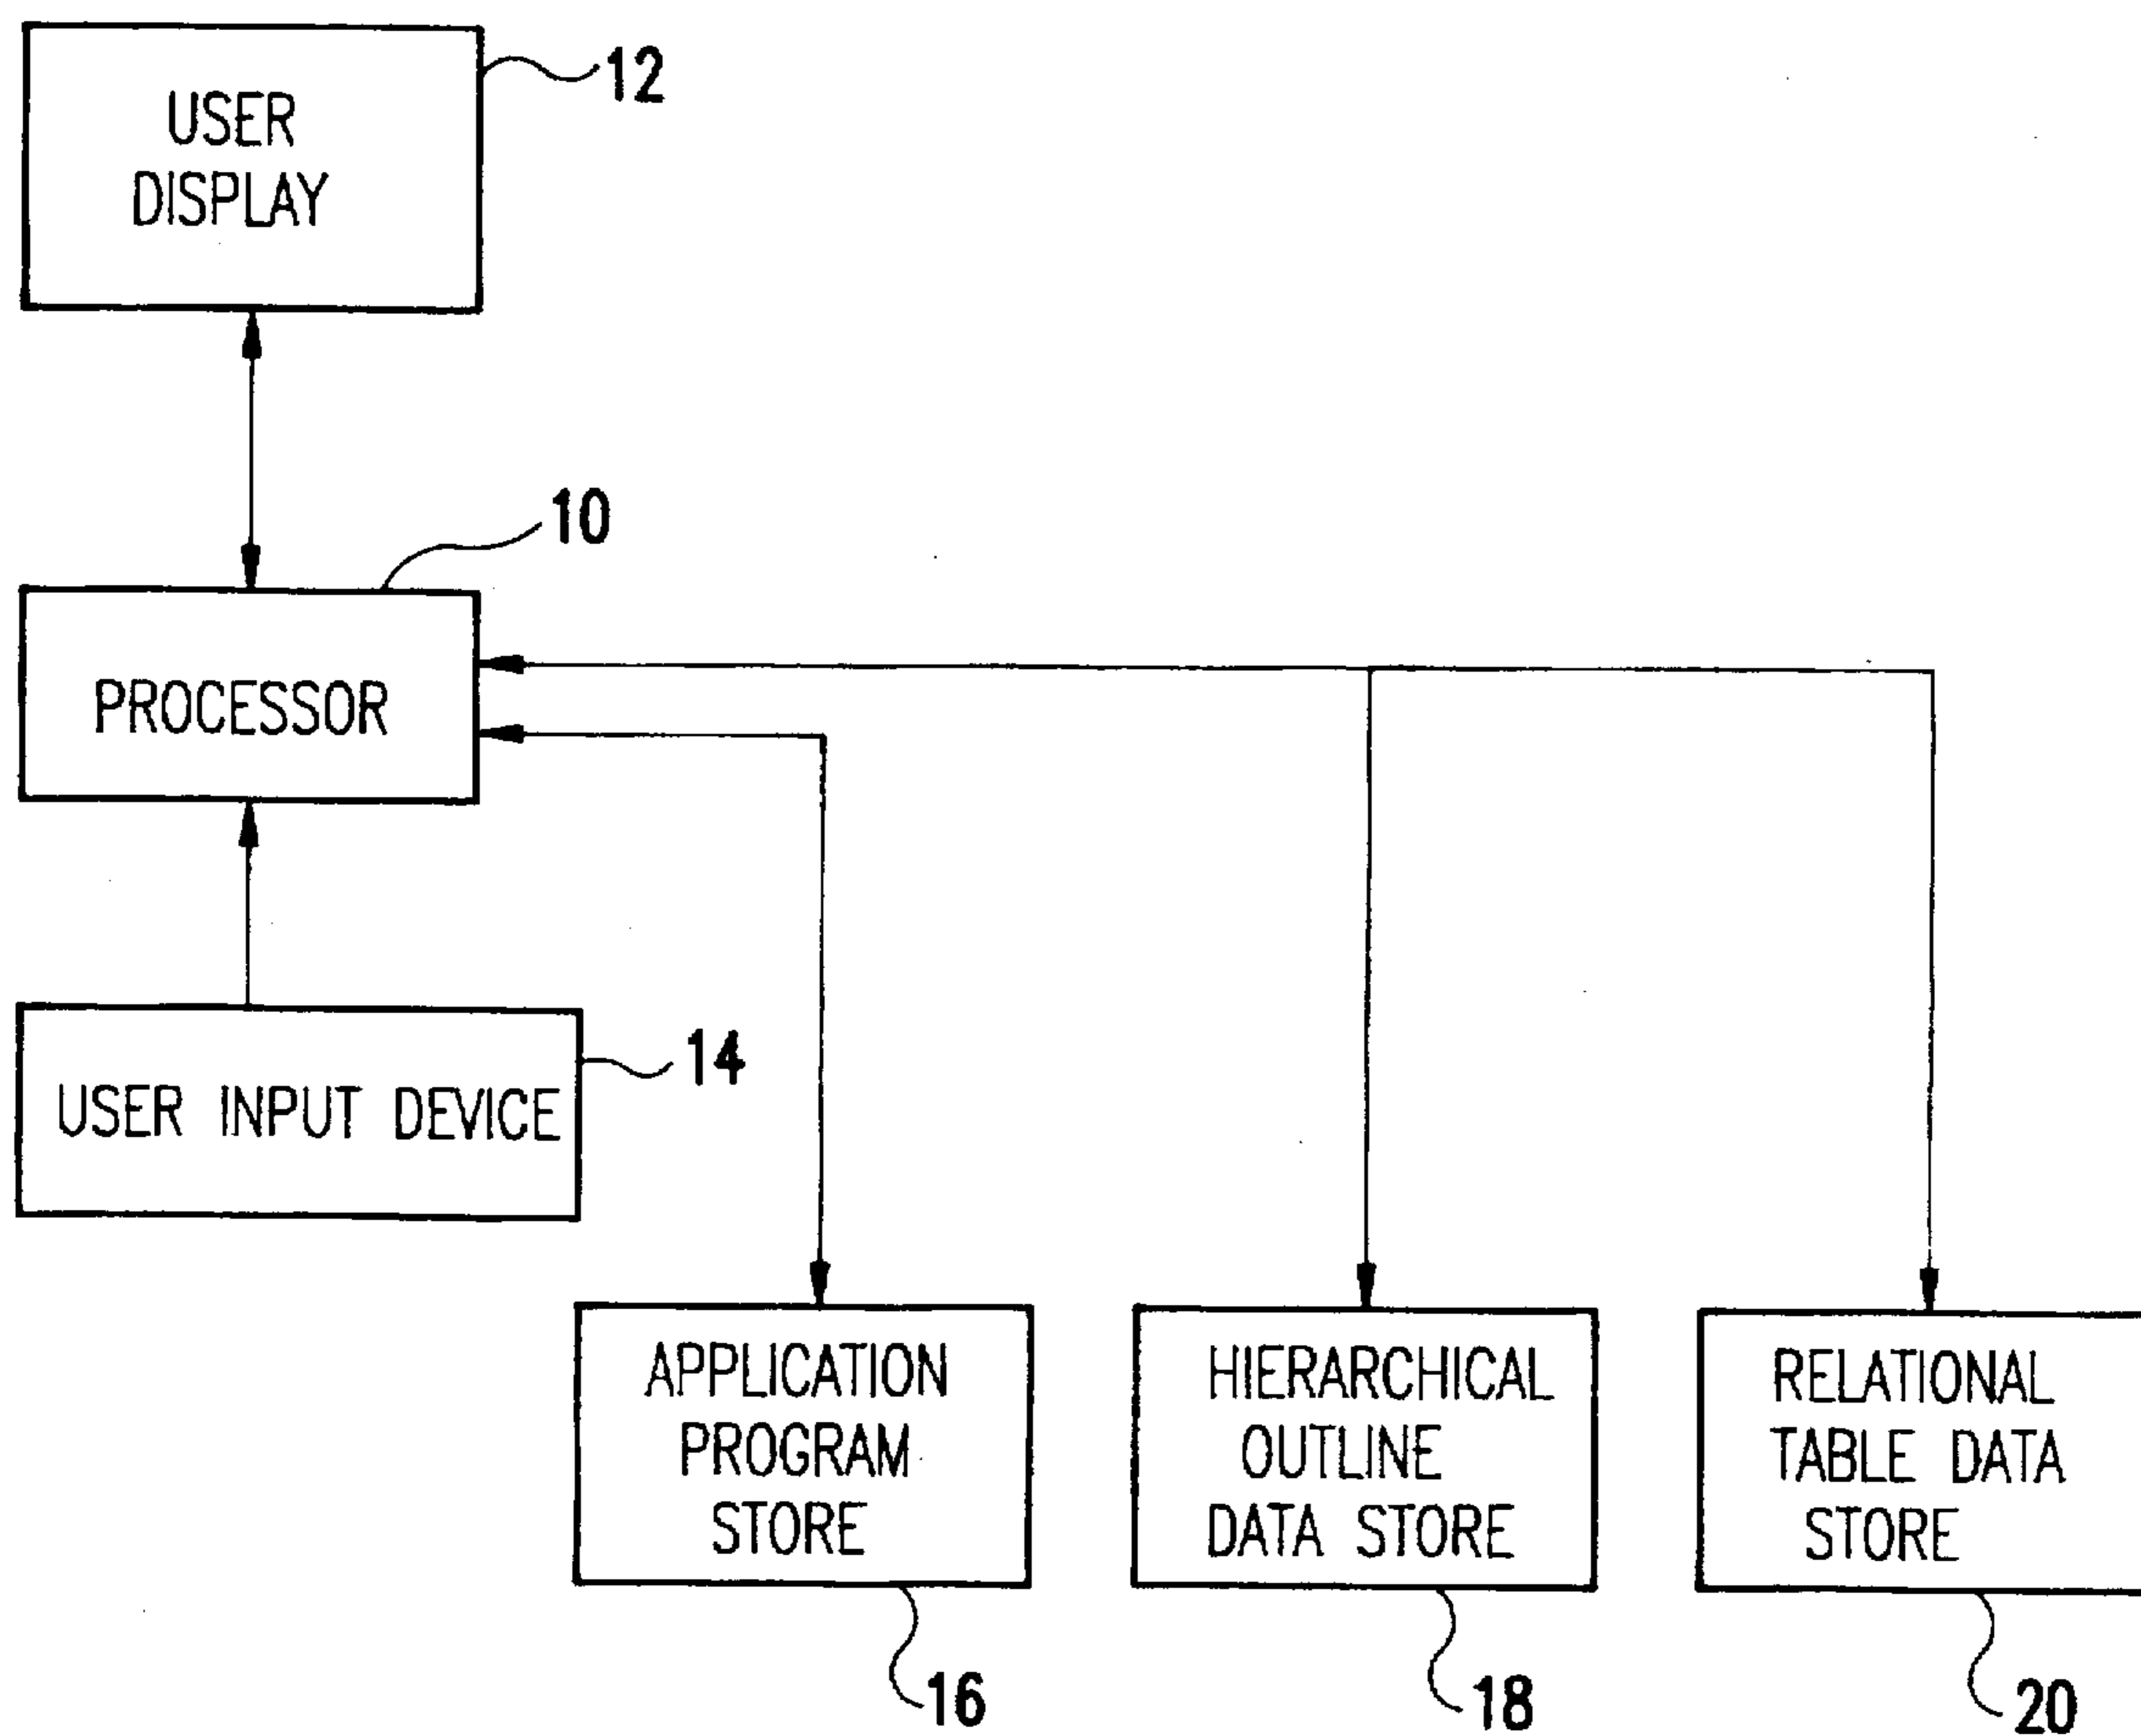 USER
DISPLAY
12
10
PROCESSOR
USER INPUT DEVICE
14
APPLICATION
PROGRAM
STORE
16
HIERARCHICAL
OUTLINE
DATA STORE
18
RELATIONAL
TABLE DATA
STORE
20